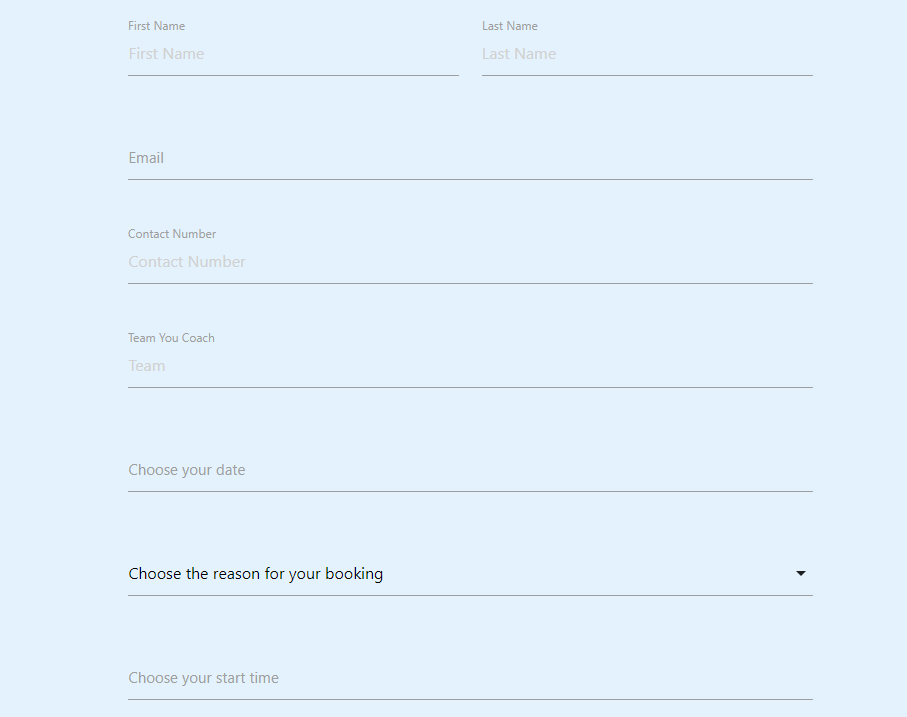 First Name
Last Name
First Name
Last Name
Email
Contact Number
Contact Number
Team You Coach
Team
Choose your date
Choose the reason for your booking
Choose your start time